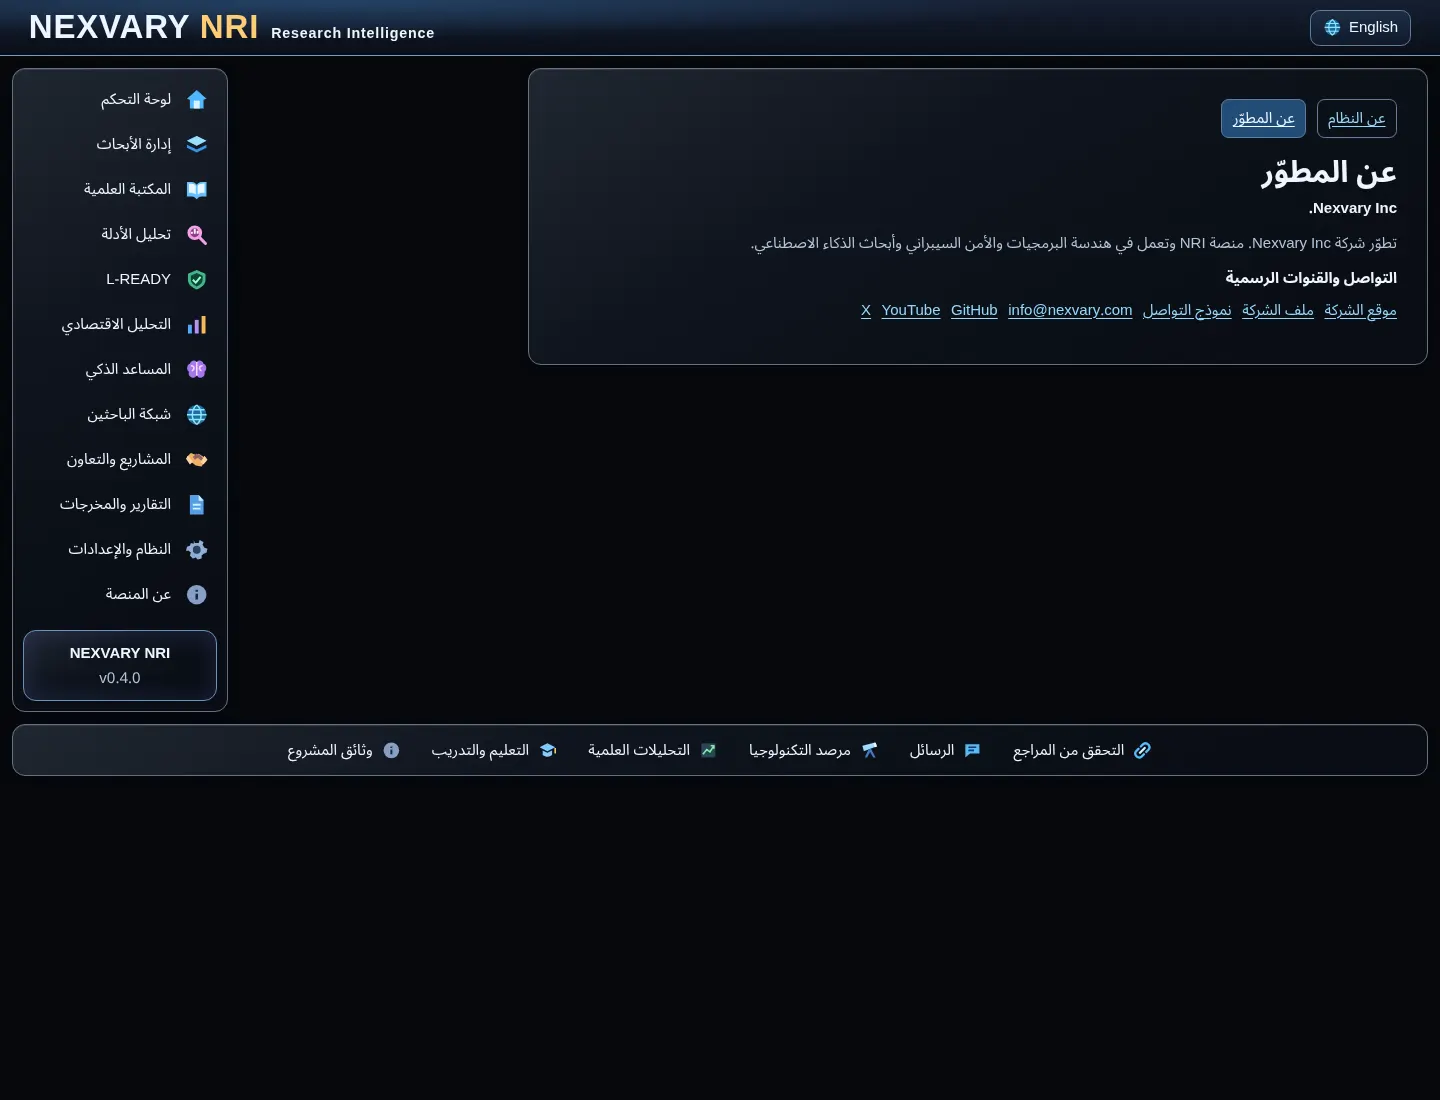 NEXVARY NRI Research Intelligence
English
لوحة التحكم
إدارة الأبحاث
المكتبة العلمية
تحليل الأدلة
L-READY
التحليل الاقتصادي
المساعد الذكي
شبكة الباحثين
المشاريع والتعاون
التقارير والمخرجات
النظام والإعدادات
عن المنصة
NEXVARY NRI
v0.4.0
عن النظام
عن المطوّر
عن المطوّر
Nexvary Inc.
تطوّر شركة Nexvary Inc. منصة NRI وتعمل في هندسة البرمجيات والأمن السيبراني وأبحاث الذكاء الاصطناعي.
التواصل والقنوات الرسمية
موقع الشركة ملف الشركة نموذج التواصل info@nexvary.com GitHub YouTube X
التحقق من المراجع
الرسائل
مرصد التكنولوجيا
التحليلات العلمية
التعليم والتدريب
وثائق المشروع